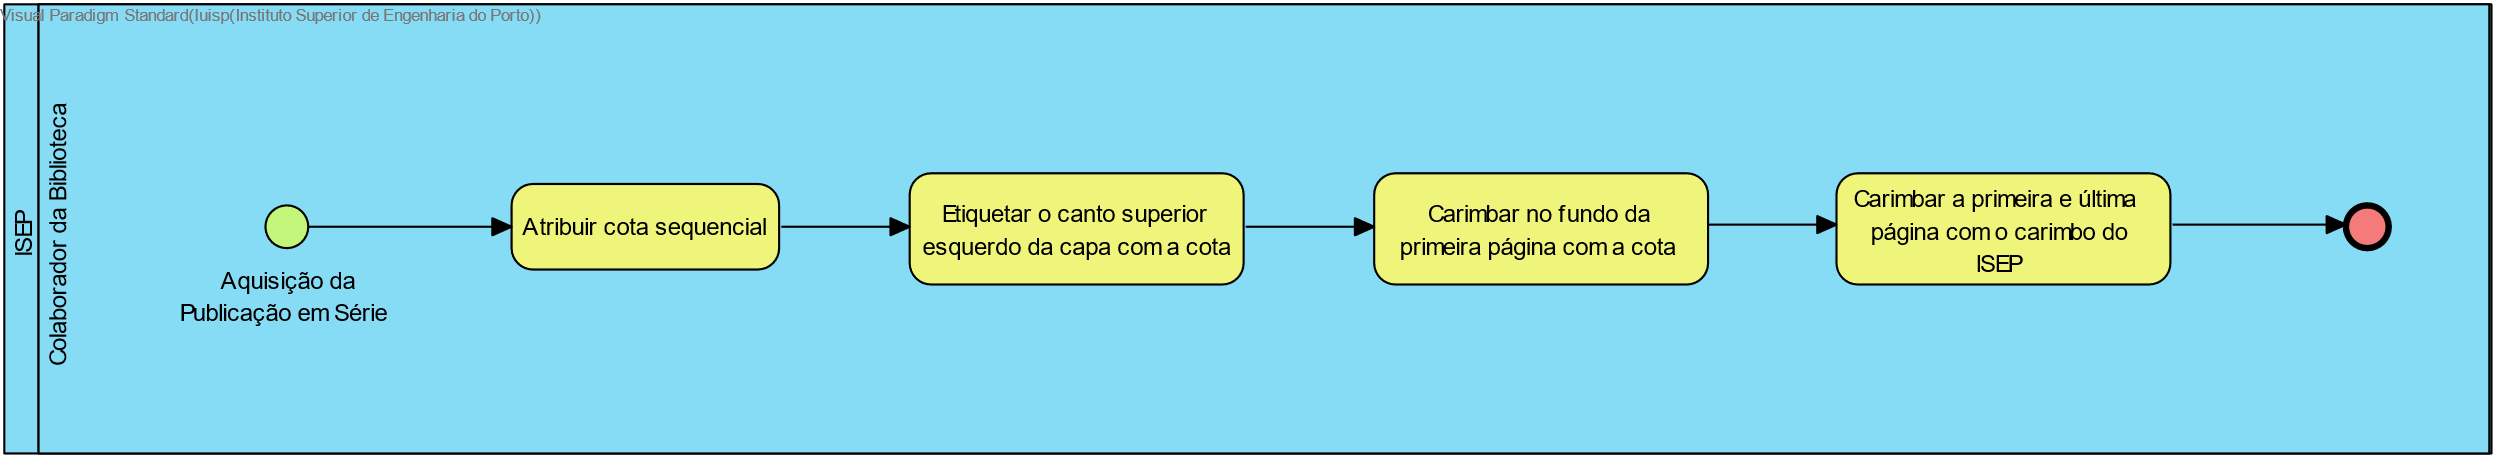 Visual Paradigm Standard(Iuisp(Instituto Superior de Engenharia do Porto))
ISEP
Colaborador da Biblioteca
Aquisição da
Publicação em Série
Atribuir cota sequencial
Etiquetar o canto superior
esquerdo da capa com a cota
Carimbar no fundo da
primeira página com a cota
Carimbar a primeira e última
página com o carimbo do
ISEP